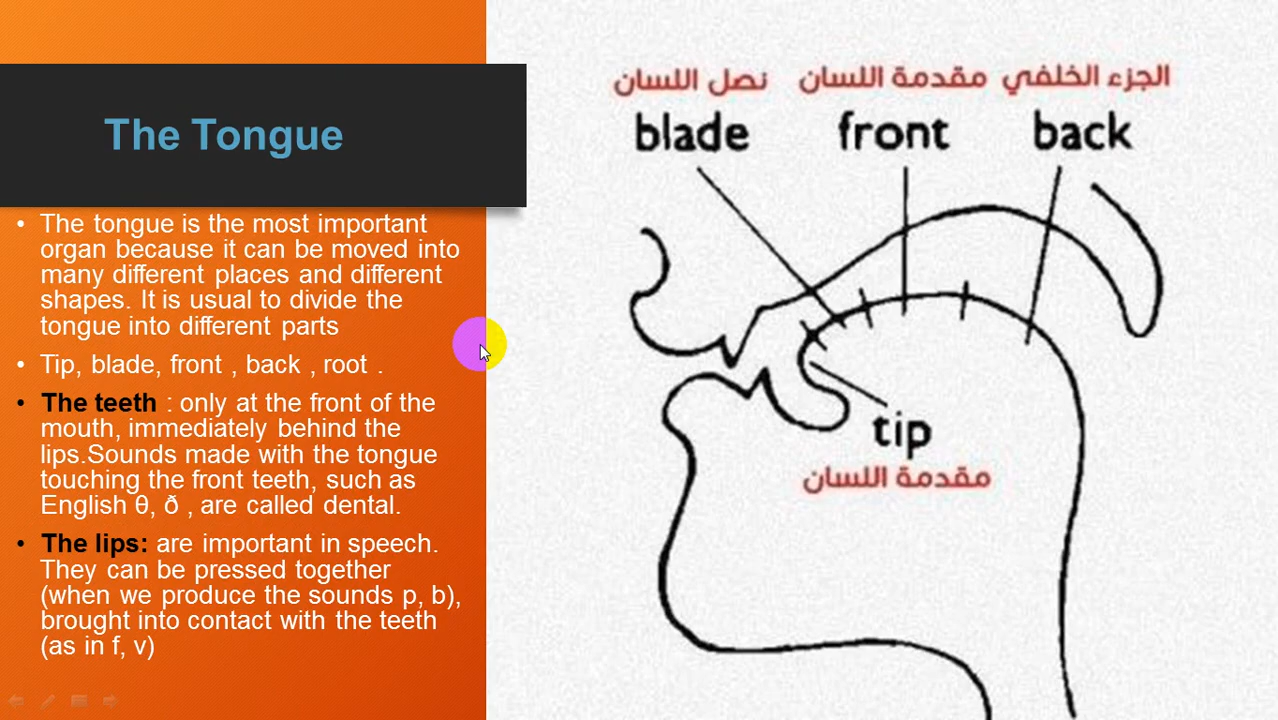 The Tongue
• The tongue is the most important
organ because it can be moved into
many different places and different
shapes. It is usual to divide the
tongue into different parts
• Tip, blade, front , back , root .
• The teeth : only at the front of the
mouth, immediately behind the
lips.Sounds made with the tongue
touching the front teeth, such as
English θ, ð , are called dental.
• The lips: are important in speech.
They can be pressed together
(when we produce the sounds p, b),
brought into contact with the teeth
(as in f, v)
نصل اللسان
مقدمة اللسان
الجزء الخلفي
blade
front
back
tip
مقدمة اللسان